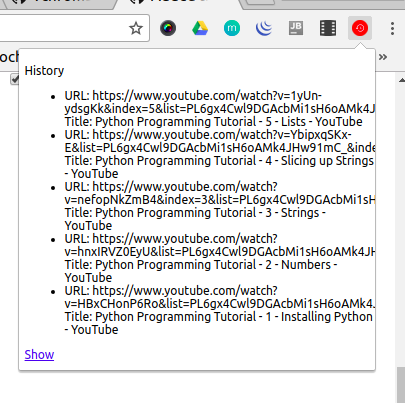 History
URL: https://www.youtube.com/watch?v=1yUn-
ydsgKk&index=5&list=PL6gx4Cwl9DGAcbMi1sH6oAMk4J
Title: Python Programming Tutorial - 5 - Lists - YouTube
URL: https://www.youtube.com/watch?v=YbipxqSKx-
E&list=PL6gx4Cwl9DGAcbMi1sH6oAMk4JHw91mC_&inde
Title: Python Programming Tutorial - 4 - Slicing up Strings
- YouTube
URL: https://www.youtube.com/watch?
v=nefopNkZmB4&index=3&list=PL6gx4Cwl9DGAcbMi1sH
Title: Python Programming Tutorial - 3 - Strings -
YouTube
URL: https://www.youtube.com/watch?
v=hnxIRVZ0EyU&list=PL6gx4Cwl9DGAcbMi1sH6oAMk4JH
Title: Python Programming Tutorial - 2 - Numbers -
YouTube
URL: https://www.youtube.com/watch?
v=HBxCHonP6Ro&list=PL6gx4Cwl9DGAcbMi1sH6oAMk4J
Title: Python Programming Tutorial - 1 - Installing Python
- YouTube
Show